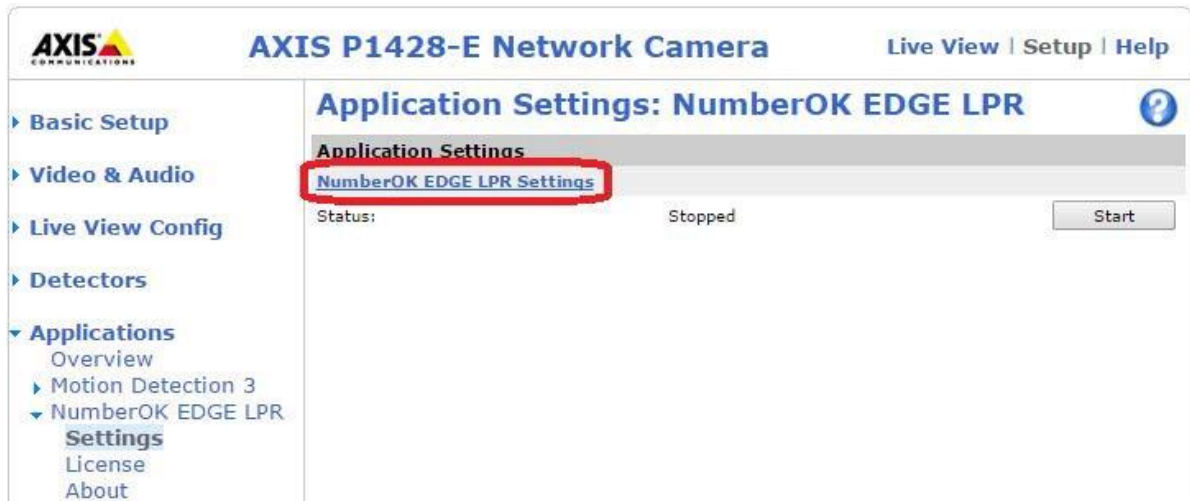 AXIS
COMMUNICATIONS
AXIS P1428-E Network Camera
Live View | Setup | Help
Basic Setup
Video & Audio
Live View Config
Detectors
Applications
Overview
Motion Detection 3
NumberOK EDGE LPR
Settings
License
About
Application Settings: NumberOK EDGE LPR
?
Application Settings
NumberOK EDGE LPR Settings
Status: Stopped Start